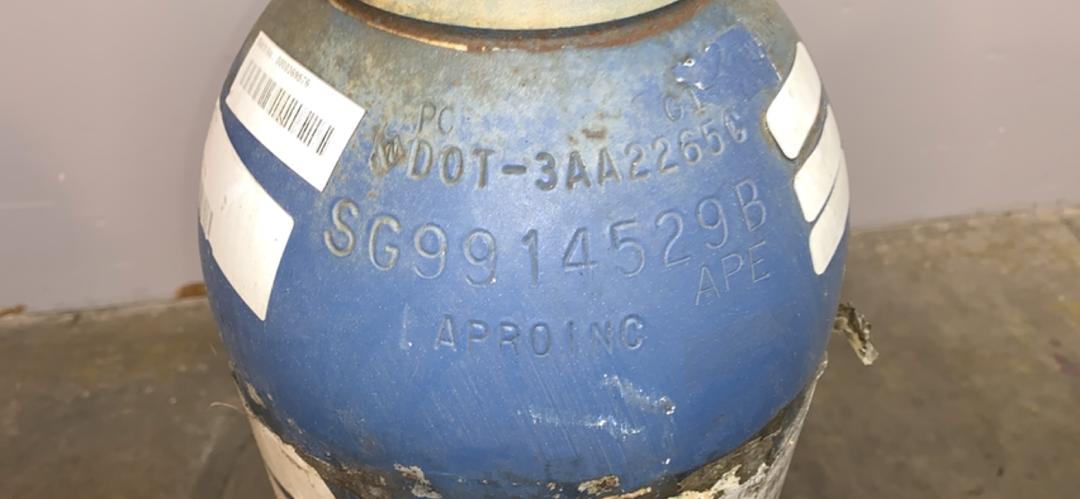 PC
DOT-3AA2265
SG9914529B
APE
APROINC